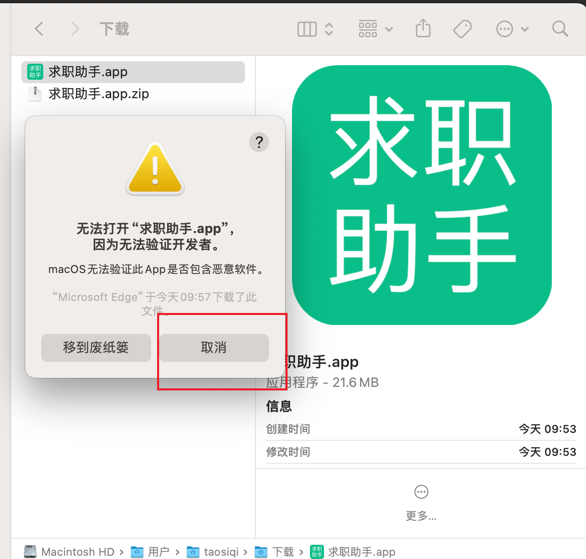 下载
求职助手.app
求职助手.app.zip
求职
助手
?
无法打开“求职助手.app”，
因为无法验证开发者。
macOS 无法验证此 App 是否包含恶意软件。
“Microsoft Edge”于今天 09:57 下载了此
文件。
移到废纸篓
取消
职助手.app
应用程序 - 21.6 MB
信息
创建时间 今天 09:53
修改时间 今天 09:53
更多...
Macintosh HD › 用户 › taosiqi › 下载 › 求职助手.app